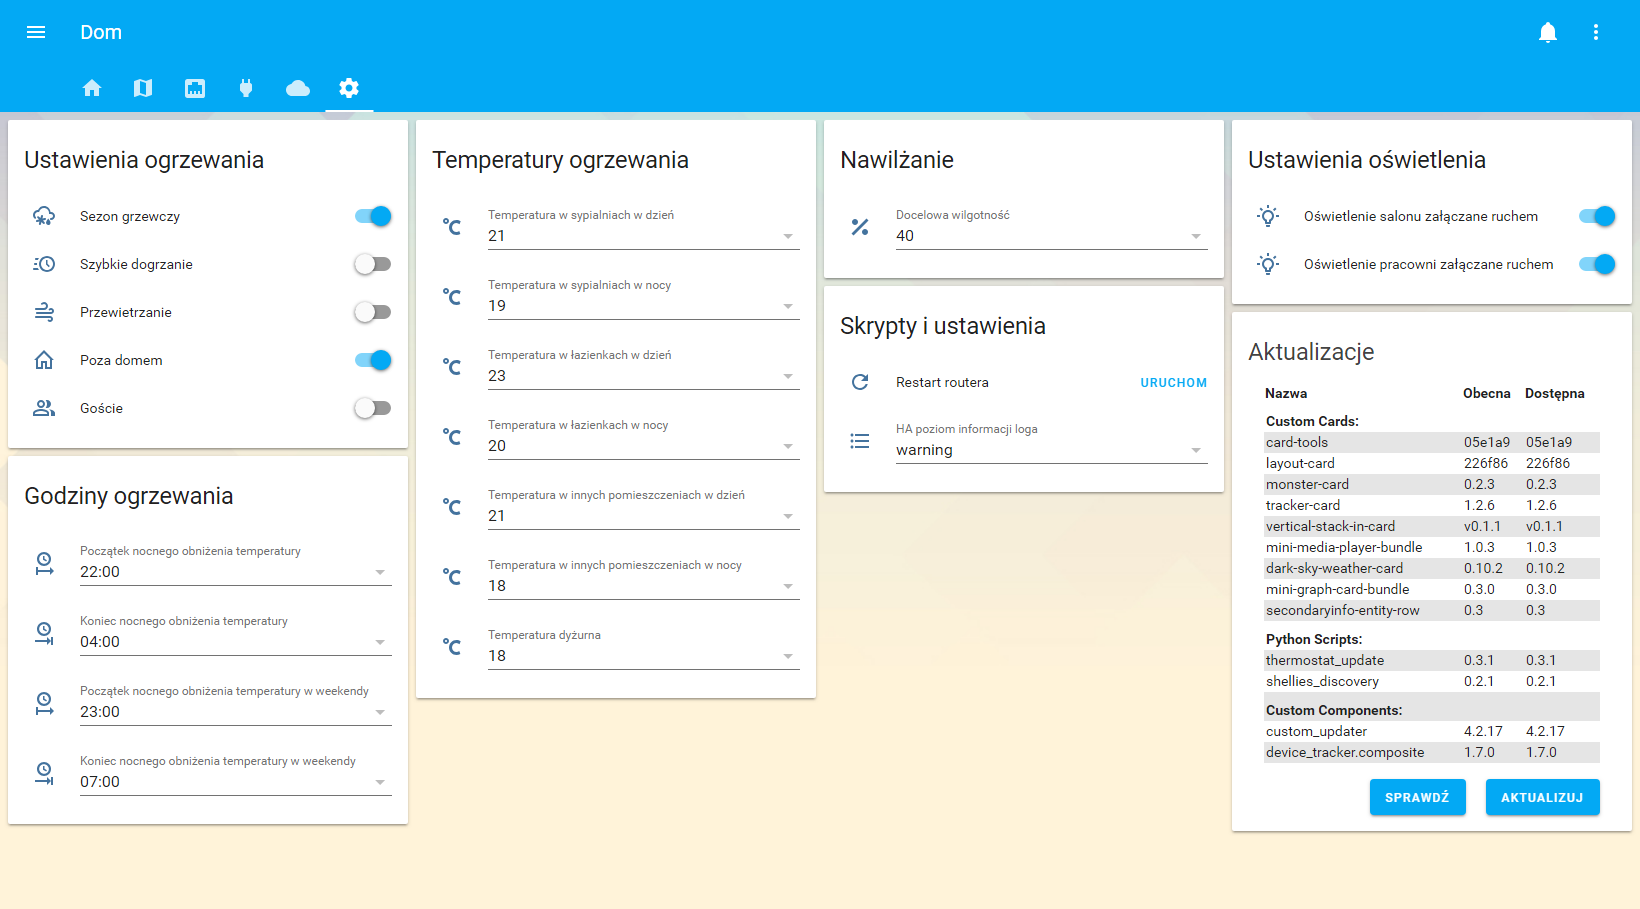 Dom
Ustawienia ogrzewania
Sezon grzewczy
Szybkie dogrzanie
Przewietrzanie
Poza domem
Goście
Godziny ogrzewania
Początek nocnego obniżenia temperatury
22:00
Koniec nocnego obniżenia temperatury
04:00
Początek nocnego obniżenia temperatury w weekendy
23:00
Koniec nocnego obniżenia temperatury w weekendy
07:00
Temperatury ogrzewania
°C Temperatura w sypialniach w dzień
21
°C Temperatura w sypialniach w nocy
19
°C Temperatura w łazienkach w dzień
23
°C Temperatura w łazienkach w nocy
20
°C Temperatura w innych pomieszczeniach w dzień
21
°C Temperatura w innych pomieszczeniach w nocy
18
°C Temperatura dyżurna
18
Nawilżanie
% Docelowa wilgotność
40
Skrypty i ustawienia
Restart routera URUCHOM
HA poziom informacji loga
warning
Ustawienia oświetlenia
Oświetlenie salonu załączane ruchem
Oświetlenie pracowni załączane ruchem
Aktualizacje
Nazwa Obecna Dostępna
Custom Cards:
card-tools 05e1a9 05e1a9
layout-card 226f86 226f86
monster-card 0.2.3 0.2.3
tracker-card 1.2.6 1.2.6
vertical-stack-in-card v0.1.1 v0.1.1
mini-media-player-bundle 1.0.3 1.0.3
dark-sky-weather-card 0.10.2 0.10.2
mini-graph-card-bundle 0.3.0 0.3.0
secondaryinfo-entity-row 0.3 0.3
Python Scripts:
thermostat_update 0.3.1 0.3.1
shellies_discovery 0.2.1 0.2.1
Custom Components:
custom_updater 4.2.17 4.2.17
device_tracker.composite 1.7.0 1.7.0
SPRAWDŹ AKTUALIZUJ